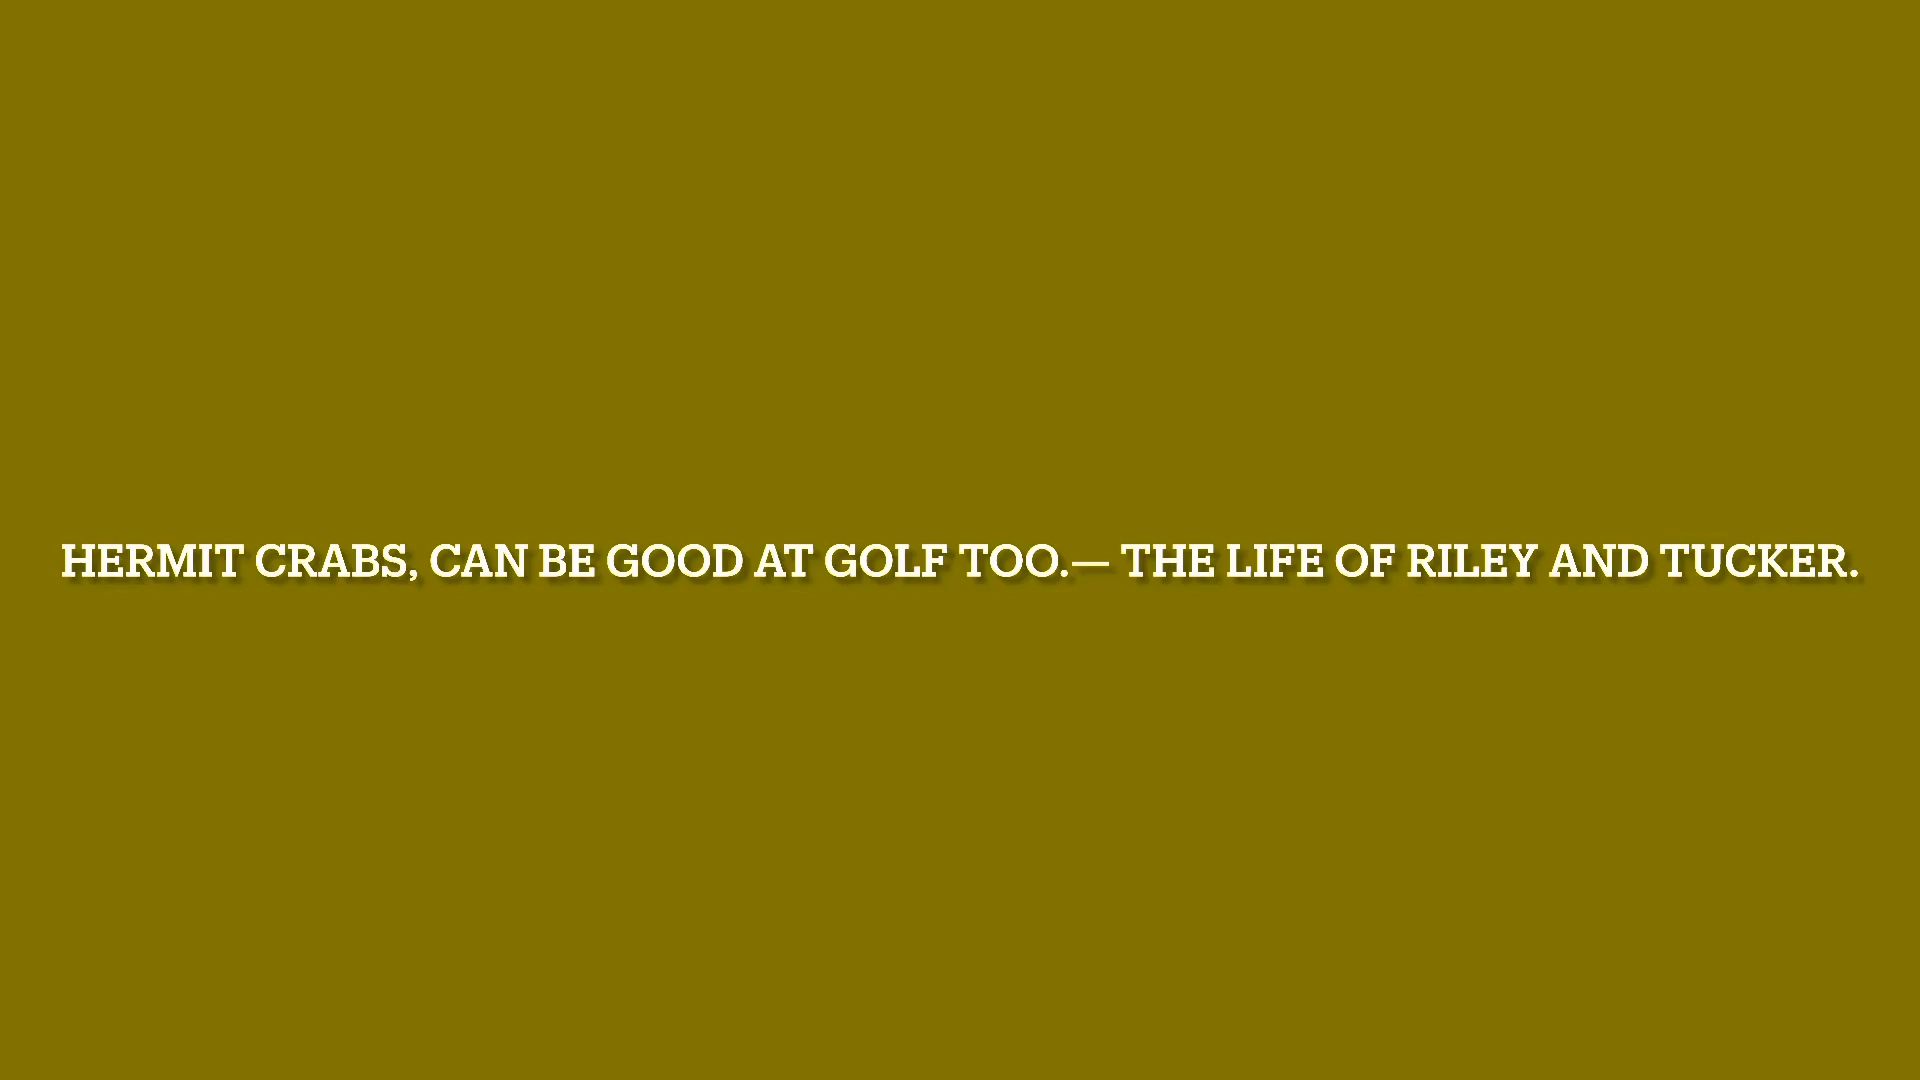 HERMIT CRABS, CAN BE GOOD AT GOLF TOO.— THE LIFE OF RILEY AND TUCKER.